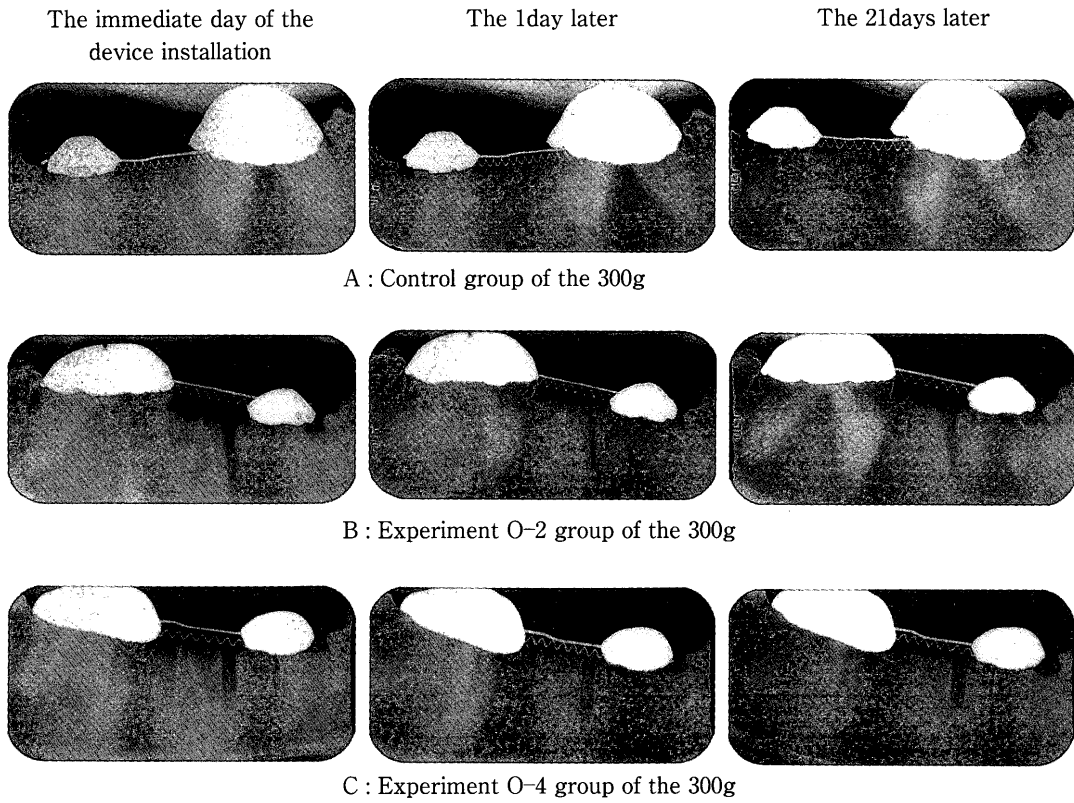 The immediate day of the
device installation
The 1day later
The 21days later
A : Control group of the 300g
B : Experiment O-2 group of the 300g
C : Experiment O-4 group of the 300g